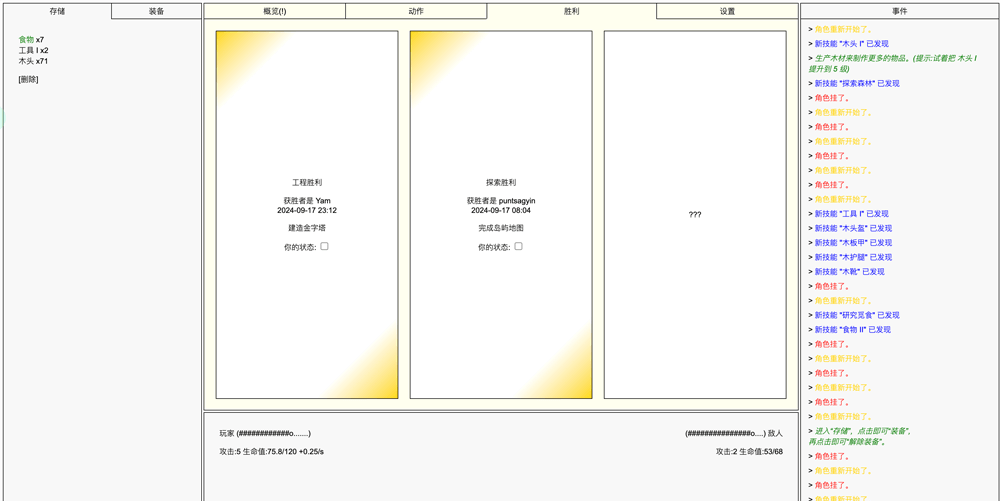 存储
装备
食物 x7
工具 I x2
木头 x71
[删除]
概览(!)
动作
胜利
设置
工程胜利
获胜者是 Yam
2024-09-17 23:12
建造金字塔
你的状态:
探索胜利
获胜者是 puntsagyin
2024-09-17 08:04
完成岛屿地图
你的状态:
???
玩家 (############o.......)
攻击:5 生命值:75.8/120 +0.25/s
(###############o....) 敌人
攻击:2 生命值:53/68
事件
> 角色重新开始了。
> 新技能 "木头 I" 已发现
> 生产木材来制作更多的物品。(提示:试着把 木头 I
提升到 5 级)
> 新技能 "探索森林" 已发现
> 角色挂了。
> 角色重新开始了。
> 角色挂了。
> 角色重新开始了。
> 角色挂了。
> 角色重新开始了。
> 角色挂了。
> 角色重新开始了。
> 新技能 "工具 I" 已发现
> 新技能 "木头盔" 已发现
> 新技能 "木板甲" 已发现
> 新技能 "木护腿" 已发现
> 新技能 "木靴" 已发现
> 角色挂了。
> 角色重新开始了。
> 新技能 "研究觅食" 已发现
> 新技能 "食物 II" 已发现
> 角色挂了。
> 角色重新开始了。
> 角色挂了。
> 角色重新开始了。
> 角色挂了。
> 角色重新开始了。
> 进入“存储”，点击即可“装备”，
再点击即可“解除装备”。
> 角色挂了。
> 角色重新开始了。
> 角色挂了。
> 角色重新开始了。